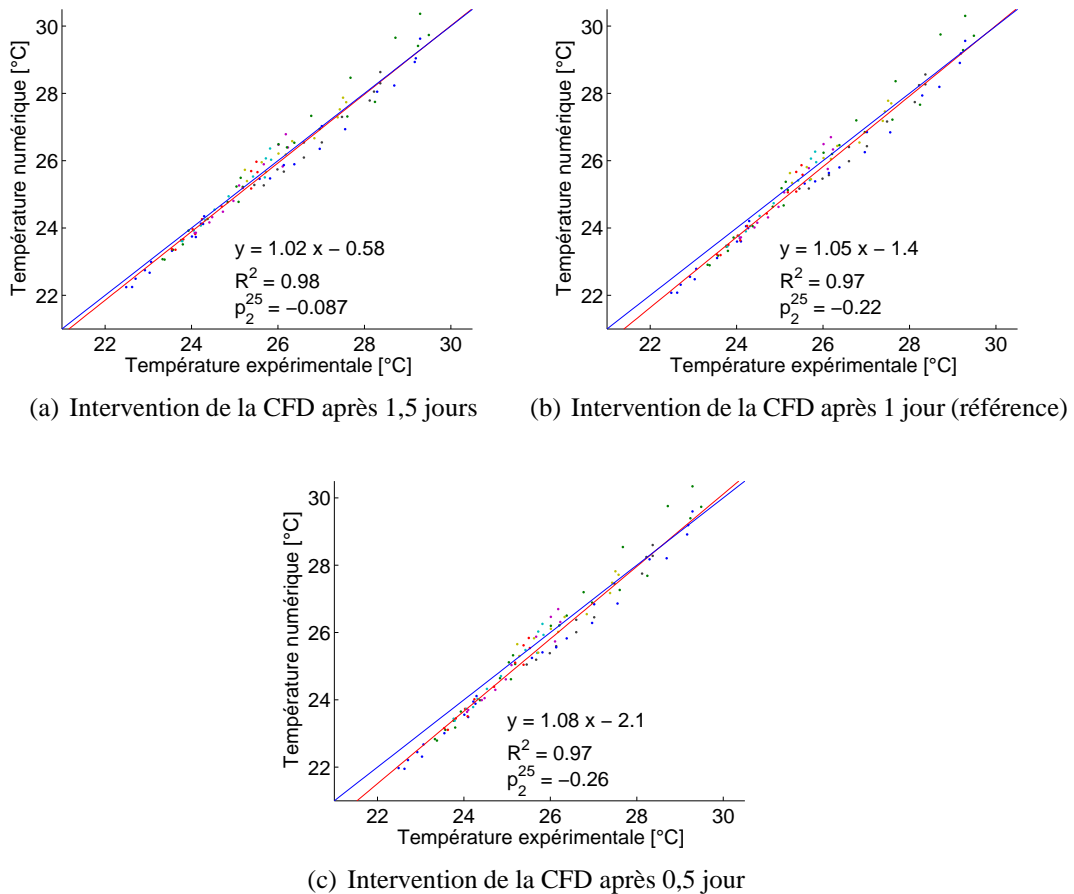 30
28
26
24
22
Température numérique [°C]
y = 1.02 x − 0.58
R² = 0.98
p₂²⁵ = −0.087
22 24 26 28 30
Température expérimentale [°C]
(a) Intervention de la CFD après 1,5 jours
30
28
26
24
22
Température numérique [°C]
y = 1.05 x − 1.4
R² = 0.97
p₂²⁵ = −0.22
22 24 26 28 30
Température expérimentale [°C]
(b) Intervention de la CFD après 1 jour (référence)
30
28
26
24
22
Température numérique [°C]
y = 1.08 x − 2.1
R² = 0.97
p₂²⁵ = −0.26
22 24 26 28 30
Température expérimentale [°C]
(c) Intervention de la CFD après 0,5 jour